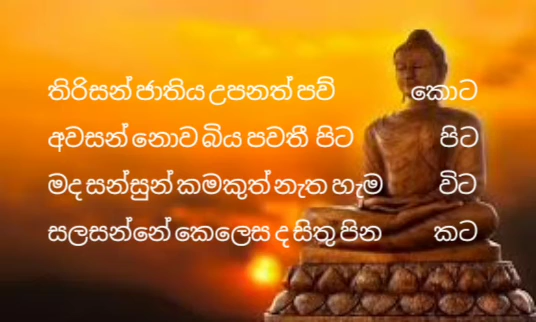 තිරිසන් ජාතිය උපනත් පව් කොට
අවසන් නොව බිය පවතී පිට පිට
මද සන්සුන් කමකුත් නැත හැම විට
සලසන්නේ කෙලෙස ද සිතු පින කට